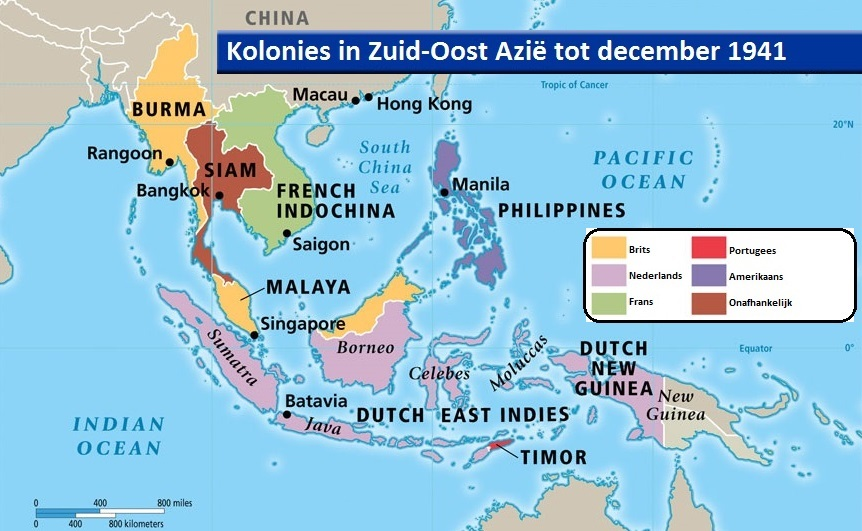 CHINA
Kolonies in Zuid-Oost Azië tot december 1941
Macau
Hong Kong
Tropic of Cancer
BURMA
20°N
Rangoon
South
China
Sea
PACIFIC
OCEAN
SIAM
Bangkok
Manila
FRENCH
INDOCHINA
PHILIPPINES
Saigon
Brits
Portugees
Nederlands
Amerikaans
Frans
Onafhankelijk
MALAYA
Singapore
Sumatra
Borneo
Celebes
Moluccas
DUTCH
NEW
GUINEA
Equator
0°
New
Guinea
Batavia
Java
DUTCH EAST INDIES
INDIAN
OCEAN
TIMOR
0 400 800 miles
0 400 800 kilometers